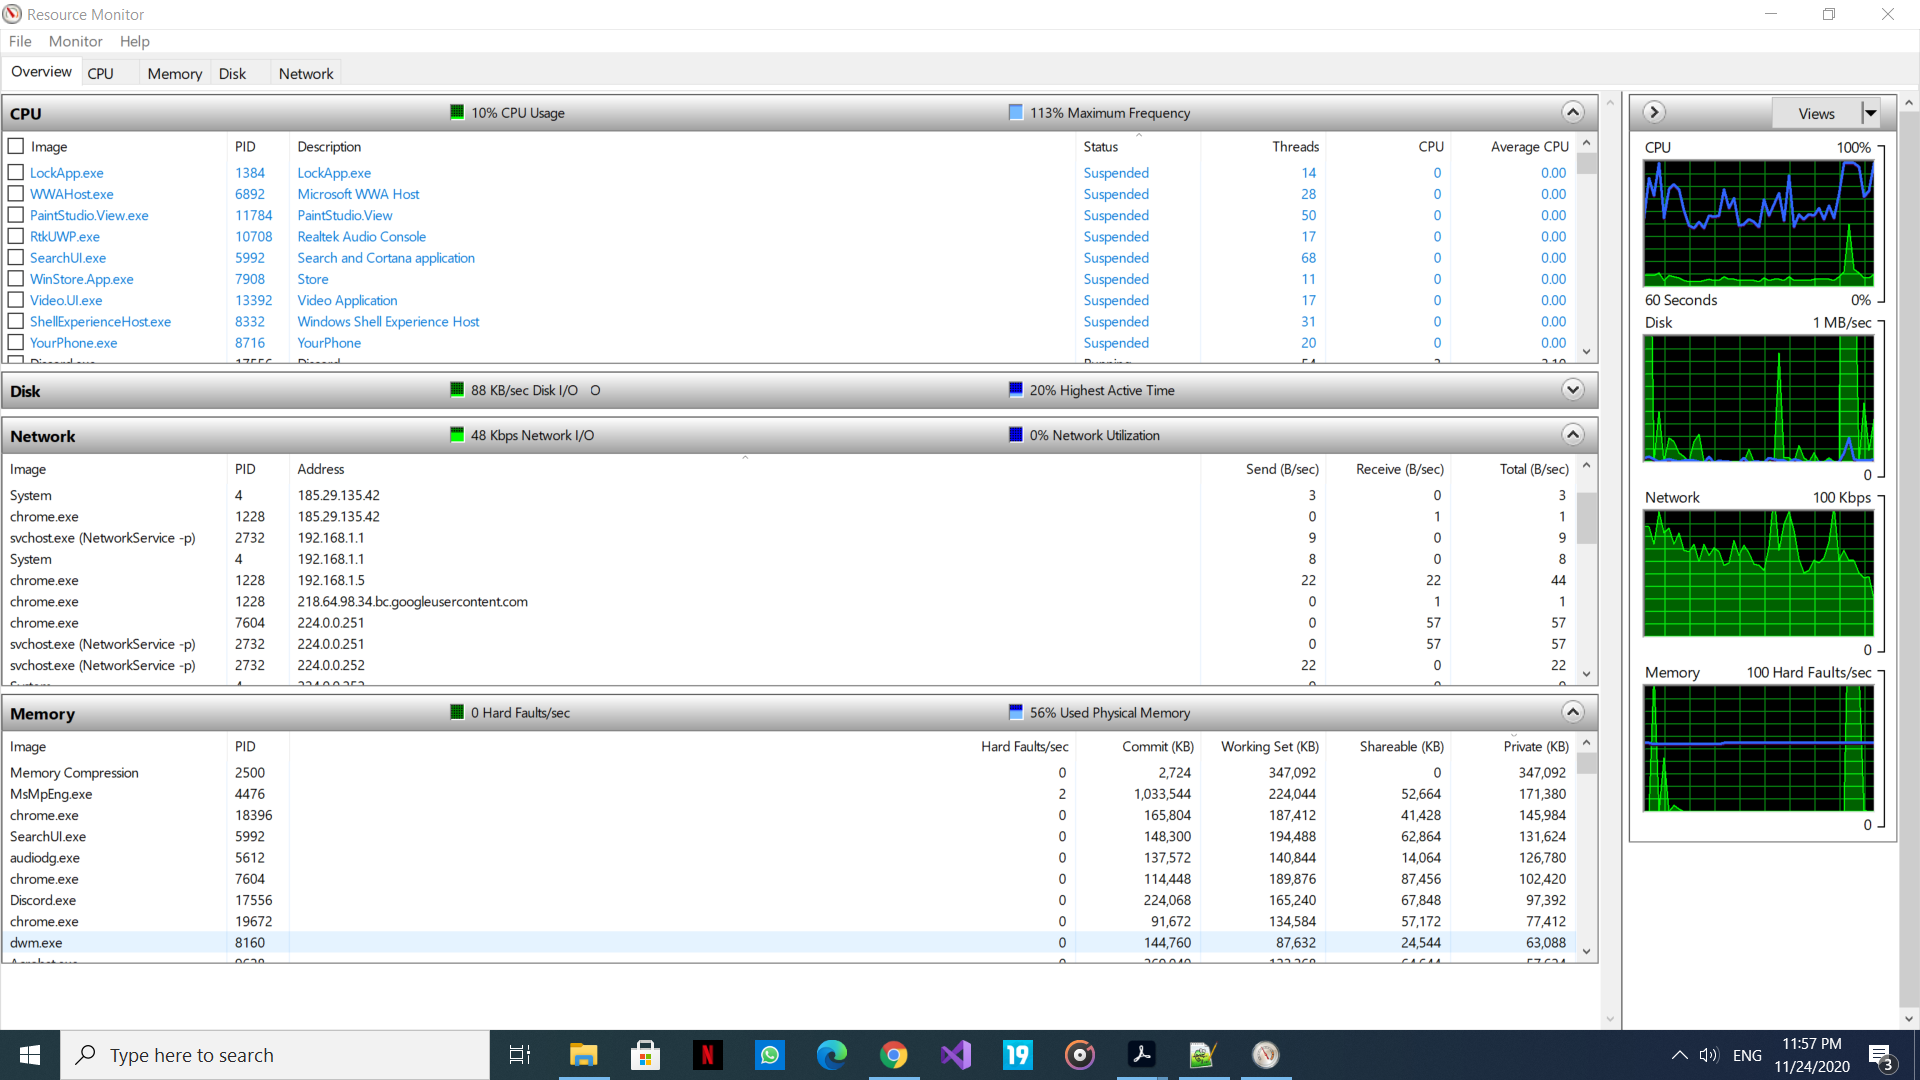 Resource Monitor
File Monitor Help
Overview CPU Memory Disk Network
CPU 10% CPU Usage 113% Maximum Frequency
Image PID Description Status Threads CPU Average CPU
LockApp.exe 1384 LockApp.exe Suspended 14 0 0.00
WWAHost.exe 6892 Microsoft WWA Host Suspended 28 0 0.00
PaintStudio.View.exe 11784 PaintStudio.View Suspended 50 0 0.00
RtkUWP.exe 10708 Realtek Audio Console Suspended 17 0 0.00
SearchUI.exe 5992 Search and Cortana application Suspended 68 0 0.00
WinStore.App.exe 7908 Store Suspended 11 0 0.00
Video.UI.exe 13392 Video Application Suspended 17 0 0.00
ShellExperienceHost.exe 8332 Windows Shell Experience Host Suspended 31 0 0.00
YourPhone.exe 8716 YourPhone Suspended 20 0 0.00
Disk 88 KB/sec Disk I/O O 20% Highest Active Time
Network 48 Kbps Network I/O 0% Network Utilization
Image PID Address Send (B/sec) Receive (B/sec) Total (B/sec)
System 4 185.29.135.42 3 0 3
chrome.exe 1228 185.29.135.42 0 1 1
svchost.exe (NetworkService -p) 2732 192.168.1.1 9 0 9
System 4 192.168.1.1 8 0 8
chrome.exe 1228 192.168.1.5 22 22 44
chrome.exe 1228 218.64.98.34.bc.googleusercontent.com 0 1 1
chrome.exe 7604 224.0.0.251 0 57 57
svchost.exe (NetworkService -p) 2732 224.0.0.251 0 57 57
svchost.exe (NetworkService -p) 2732 224.0.0.252 22 0 22
Memory 0 Hard Faults/sec 56% Used Physical Memory
Image PID Hard Faults/sec Commit (KB) Working Set (KB) Shareable (KB) Private (KB)
Memory Compression 2500 0 2,724 347,092 0 347,092
MsMpEng.exe 4476 2 1,033,544 224,044 52,664 171,380
chrome.exe 18396 0 165,804 187,412 41,428 145,984
SearchUI.exe 5992 0 148,300 194,488 62,864 131,624
audiodg.exe 5612 0 137,572 140,844 14,064 126,780
chrome.exe 7604 0 114,448 189,876 87,456 102,420
Discord.exe 17556 0 224,068 165,240 67,848 97,392
chrome.exe 19672 0 91,672 134,584 57,172 77,412
dwm.exe 8160 0 144,760 87,632 24,544 63,088
Views
CPU 100%
60 Seconds 0%
Disk 1 MB/sec
0
Network 100 Kbps
0
Memory 100 Hard Faults/sec
0
Type here to search
N
19
ENG
11:57 PM
11/24/2020
3